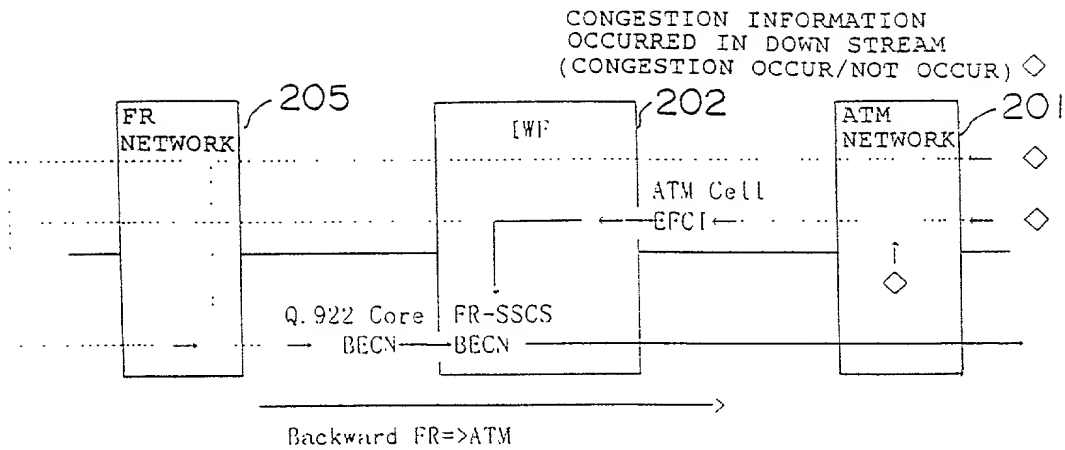 CONGESTION INFORMATION
OCCURRED IN DOWN STREAM
(CONGESTION OCCUR/NOT OCCUR)
205
202
201
FR
NETWORK
IWF
ATM
NETWORK
ATM Cell
EFCI
Q.922 Core
FR-SSCS
BECN
BECN
Backward FR=>ATM